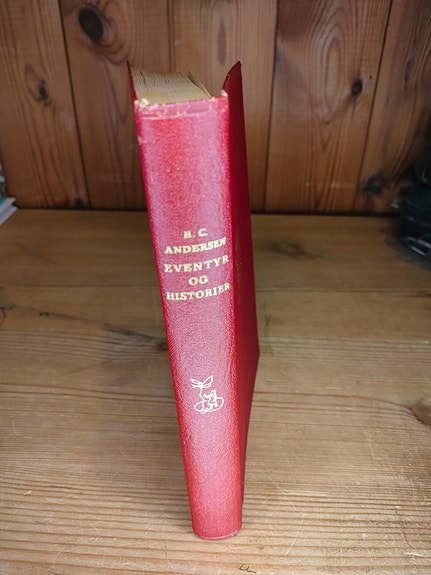 H. C.
ANDERSEN
EVENTYR
OG
HISTORIER